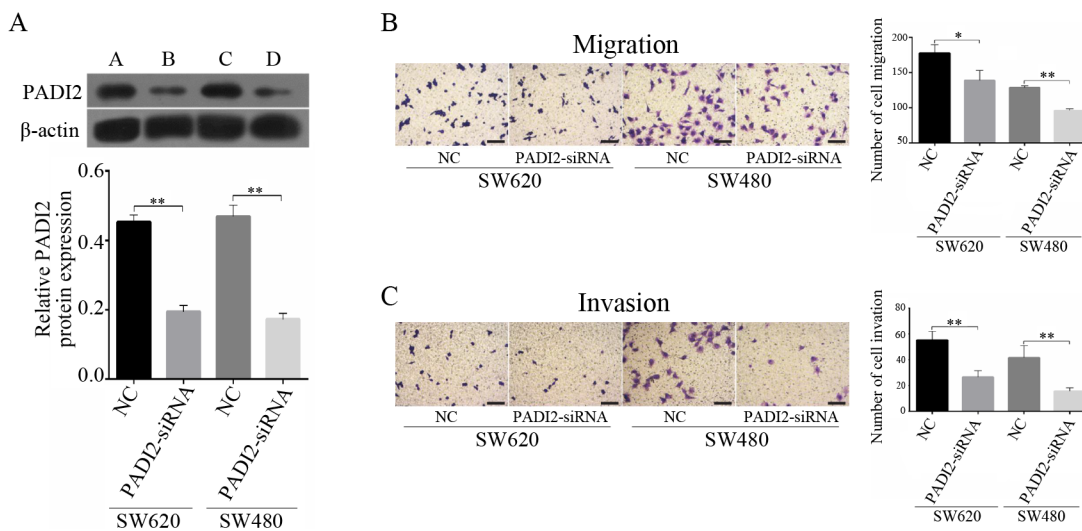 A
A B C D
PADI2
β-actin
Relative PADI2
protein expression
0.6
0.4
0.2
0.0
** **
NC PADI2-siRNA NC PADI2-siRNA
SW620 SW480
B
Migration
NC PADI2-siRNA NC PADI2-siRNA
SW620 SW480
Number of cell migration
200
150
100
50
* **
NC PADI2-siRNA NC PADI2-siRNA
SW620 SW480
C
Invasion
NC PADI2-siRNA NC PADI2-siRNA
SW620 SW480
Number of cell invation
80
60
40
20
0
** **
NC PADI2-siRNA NC PADI2-siRNA
SW620 SW480